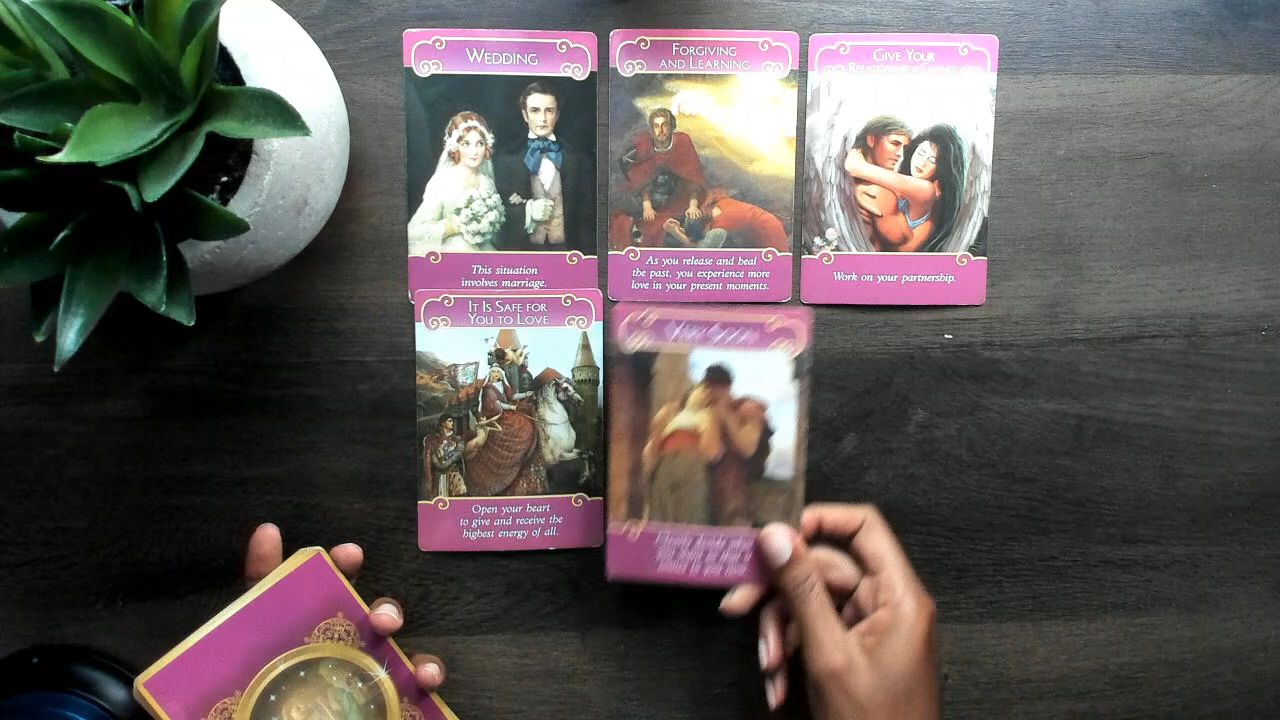 WEDDING
This situation
involves marriage.
FORGIVING
AND LEARNING
As you release and heal
the past, you experience more
love in your present moments.
GIVE YOUR
RELATIONSHIP A CHANCE
Work on your partnership.
IT IS SAFE FOR
YOU TO LOVE
Open your heart
to give and receive the
highest energy of all.